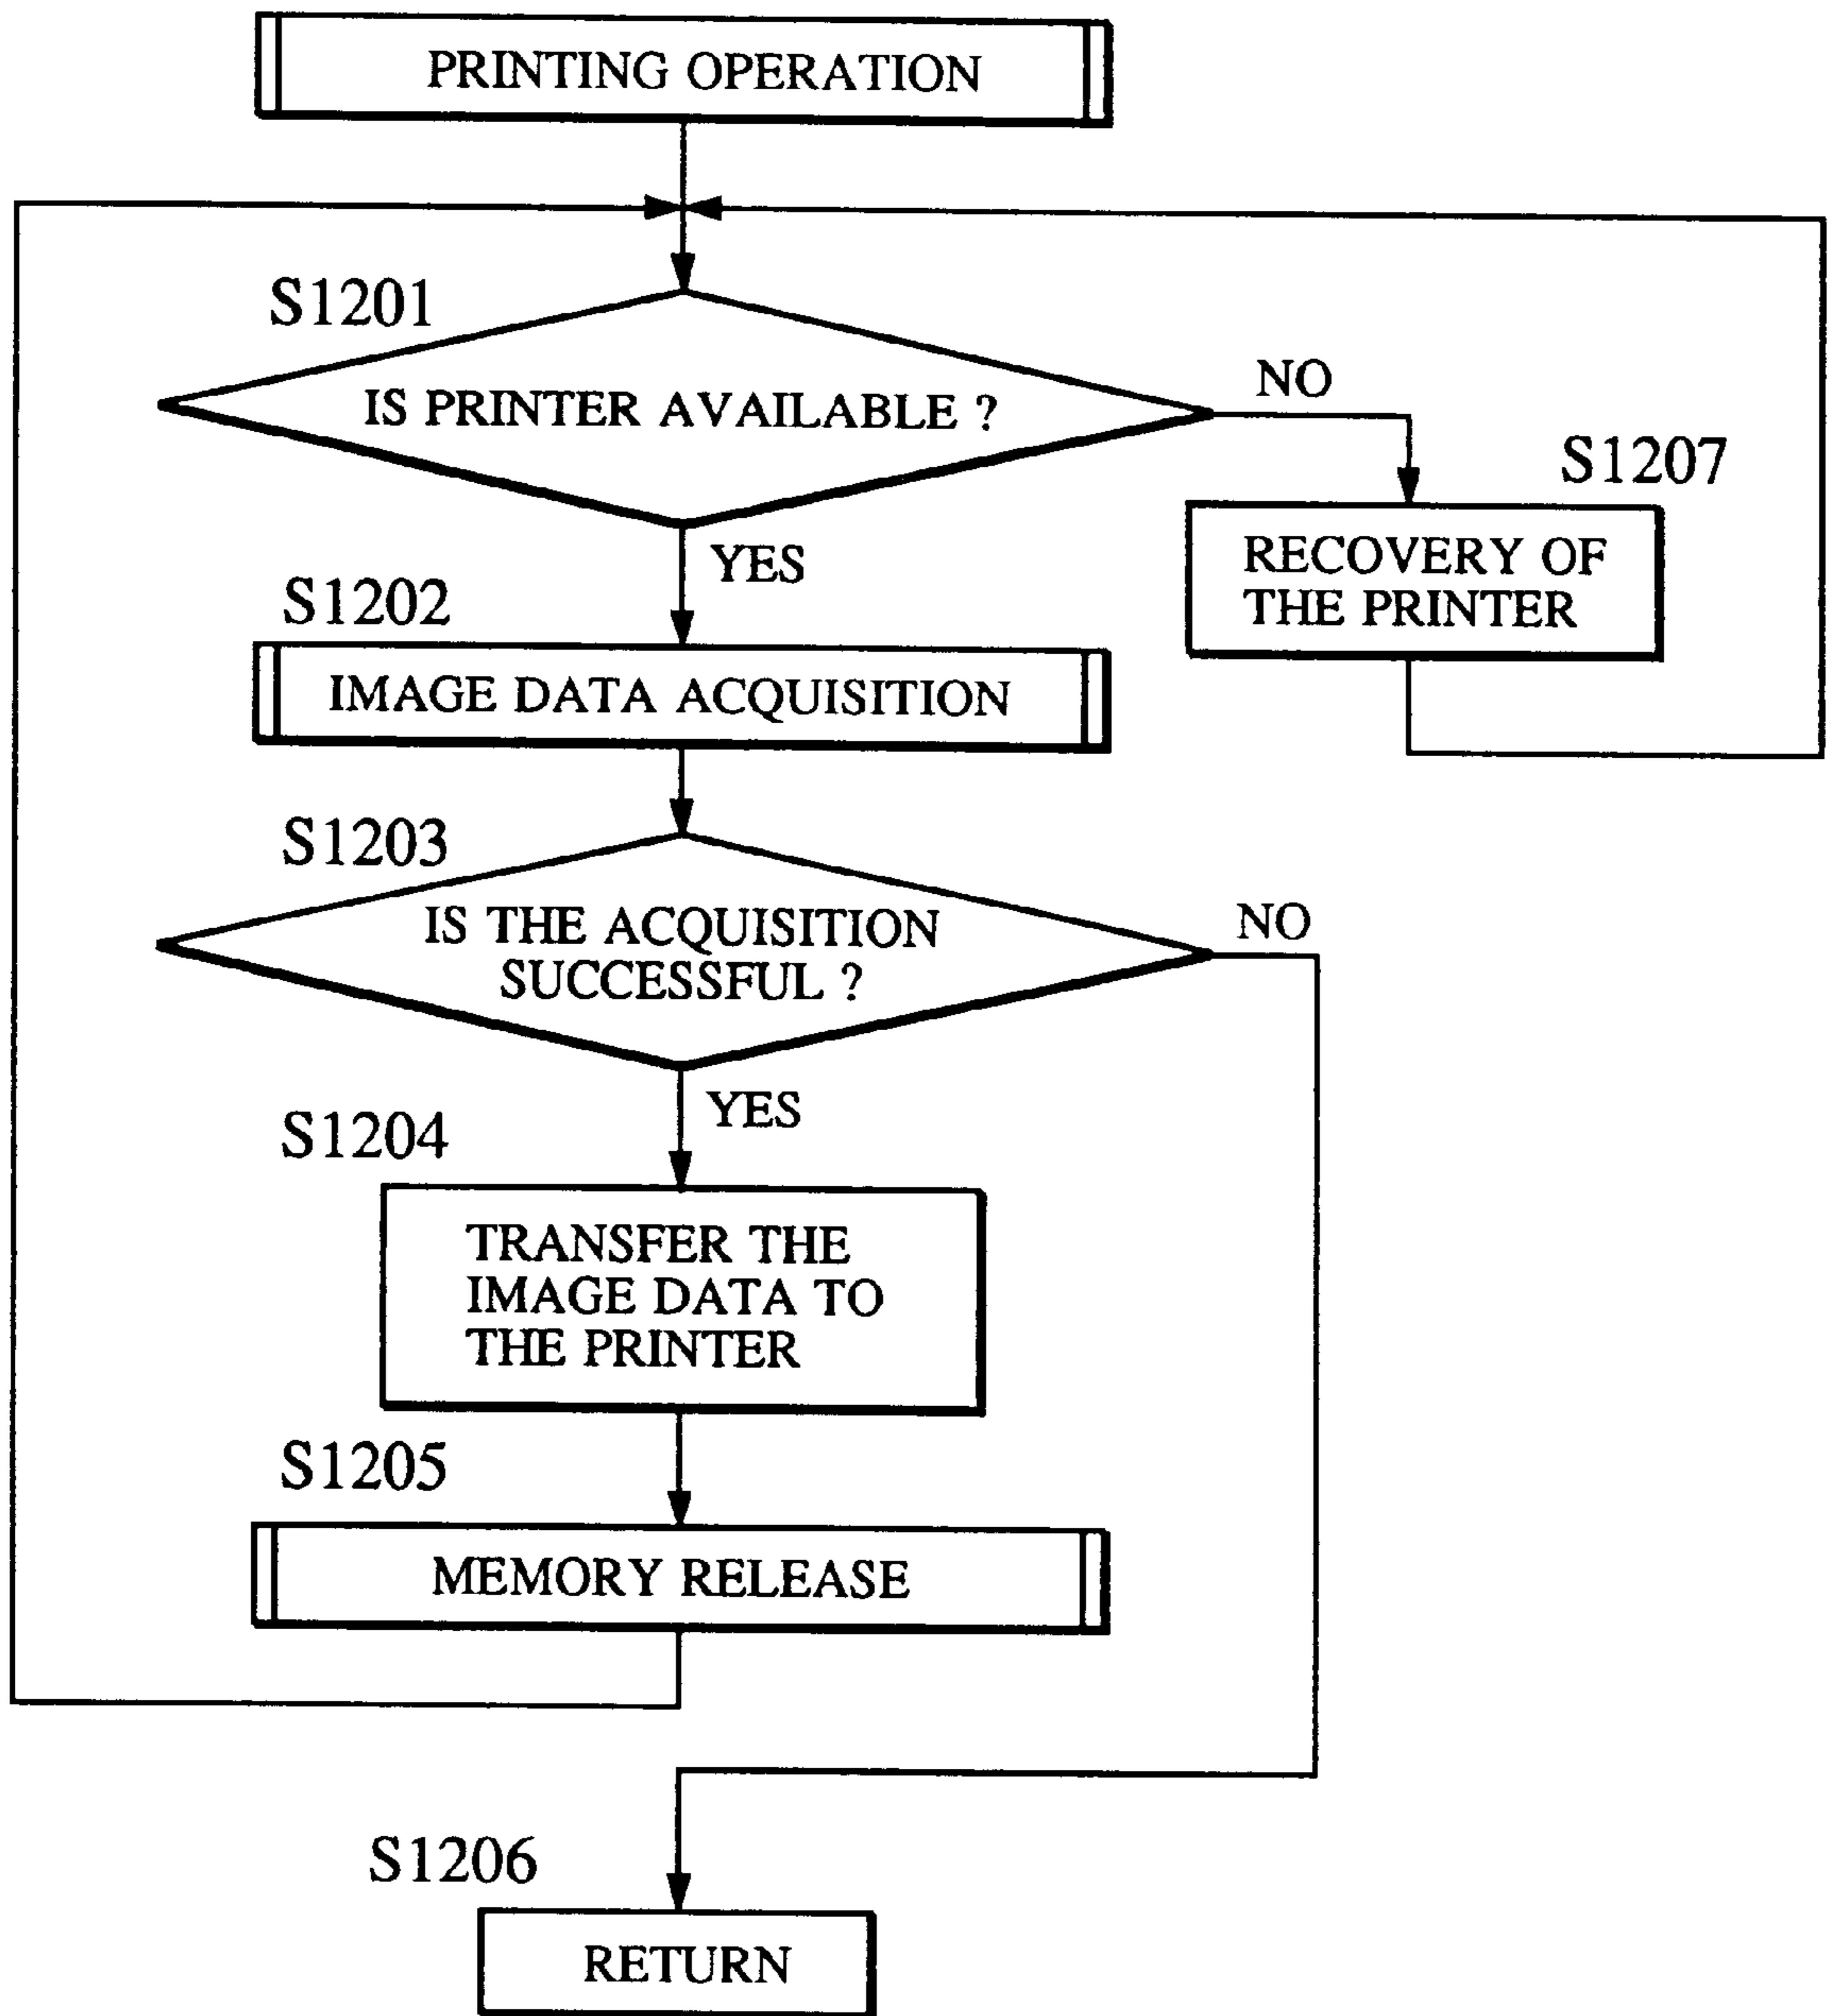 PRINTING OPERATION
S1201
IS PRINTER AVAILABLE ?
NO
S1207
RECOVERY OF
THE PRINTER
YES
S1202
IMAGE DATA ACQUISITION
S1203
IS THE ACQUISITION
SUCCESSFUL ?
NO
YES
S1204
TRANSFER THE
IMAGE DATA TO
THE PRINTER
S1205
MEMORY RELEASE
S1206
RETURN